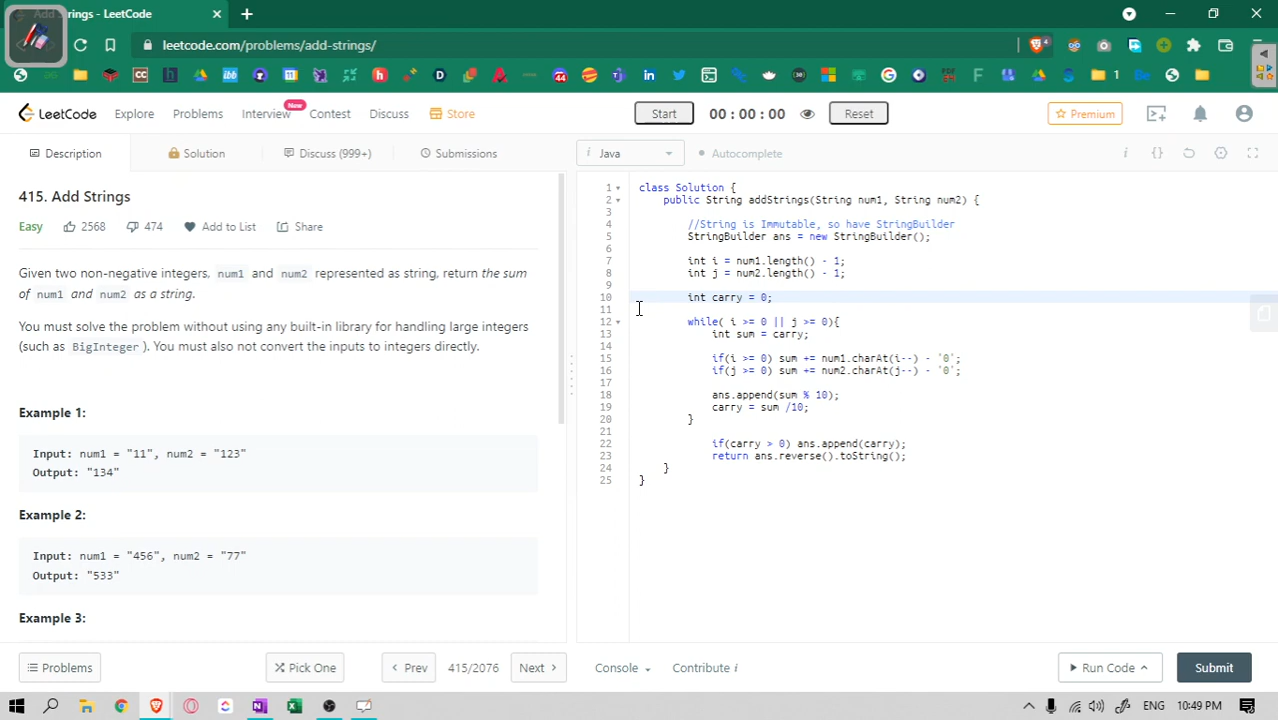 Add Strings - LeetCode
leetcode.com/problems/add-strings/
LeetCode
Explore
Problems
Interview
New
Contest
Discuss
Store
Start
00 : 00 : 00
Reset
Premium
Description
Solution
Discuss (999+)
Submissions
i Java
Autocomplete
415. Add Strings
Easy 2568 474 Add to List Share
Given two non-negative integers, num1 and num2 represented as string, return the sum
of num1 and num2 as a string.
You must solve the problem without using any built-in library for handling large integers
(such as BigInteger ). You must also not convert the inputs to integers directly.
Example 1:
Input: num1 = "11", num2 = "123"
Output: "134"
Example 2:
Input: num1 = "456", num2 = "77"
Output: "533"
Example 3:
1 class Solution {
2 public String addStrings(String num1, String num2) {
3
4 //String is Immutable, so have StringBuilder
5 StringBuilder ans = new StringBuilder();
6
7 int i = num1.length() - 1;
8 int j = num2.length() - 1;
9
10 int carry = 0;
11
12 while( i >= 0 || j >= 0){
13 int sum = carry;
14
15 if(i >= 0) sum += num1.charAt(i--) - '0';
16 if(j >= 0) sum += num2.charAt(j--) - '0';
17
18 ans.append(sum % 10);
19 carry = sum /10;
20 }
21
22 if(carry > 0) ans.append(carry);
23 return ans.reverse().toString();
24 }
25 }
Problems
Pick One
Prev
415/2076
Next
Console
Contribute i
Run Code
Submit
ENG 10:49 PM